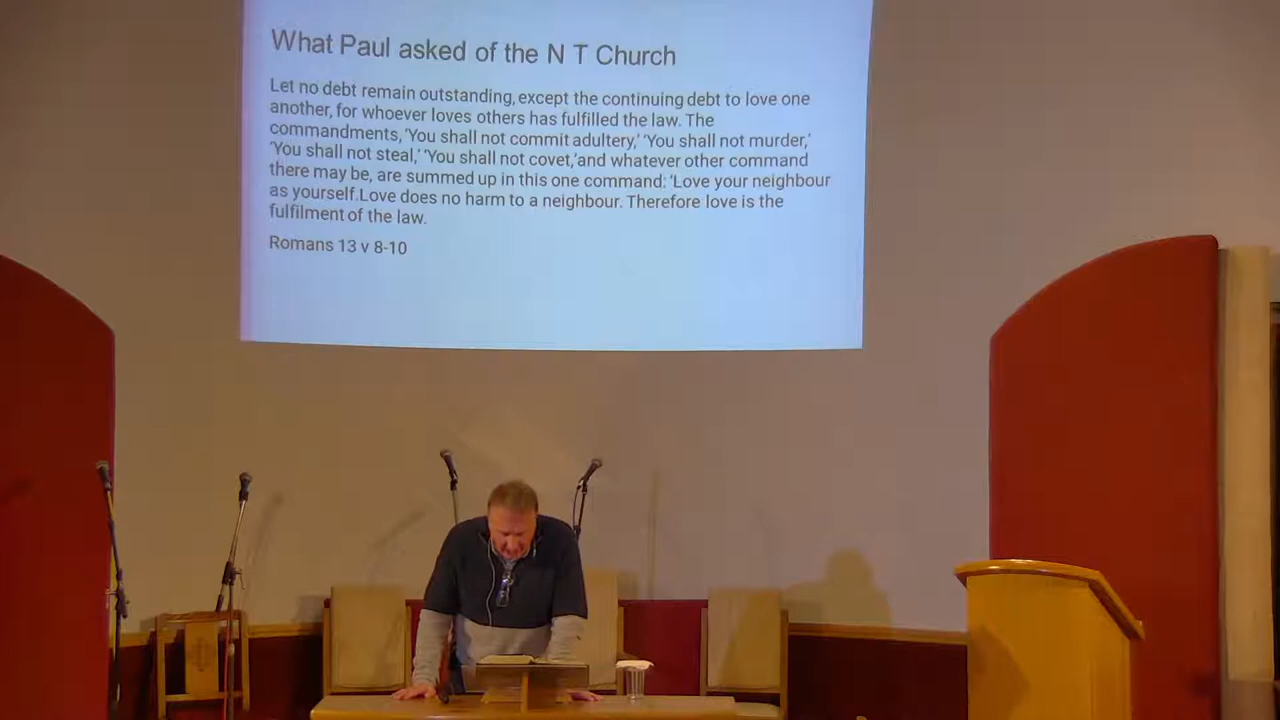 What Paul asked of the N T Church
Let no debt remain outstanding, except the continuing debt to love one
another, for whoever loves others has fulfilled the law. The
commandments, ‘You shall not commit adultery,’ ‘You shall not murder,’
‘You shall not steal,’ ‘You shall not covet,’and whatever other command
there may be, are summed up in this one command: ‘Love your neighbour
as yourself.Love does no harm to a neighbour. Therefore love is the
fulfilment of the law.
Romans 13 v 8-10